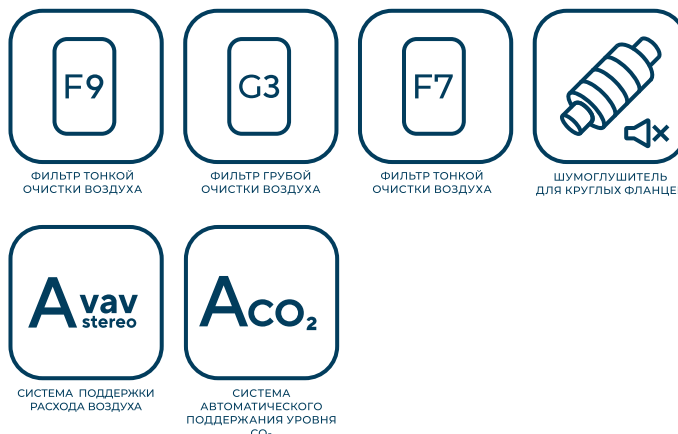 F9
ФИЛЬТР ТОНКОЙ
ОЧИСТКИ ВОЗДУХА
G3
ФИЛЬТР ГРУБОЙ
ОЧИСТКИ ВОЗДУХА
F7
ФИЛЬТР ТОНКОЙ
ОЧИСТКИ ВОЗДУХА
ШУМОГЛУШИТЕЛЬ
ДЛЯ КРУГЛЫХ
A vav
stereo
СИСТЕМА ПОДДЕРЖКИ
РАСХОДА ВОЗДУХА
Aco₂
СИСТЕМА
АВТОМАТИЧЕСКОГО
ПОДДЕРЖАНИЯ УРОВНЯ